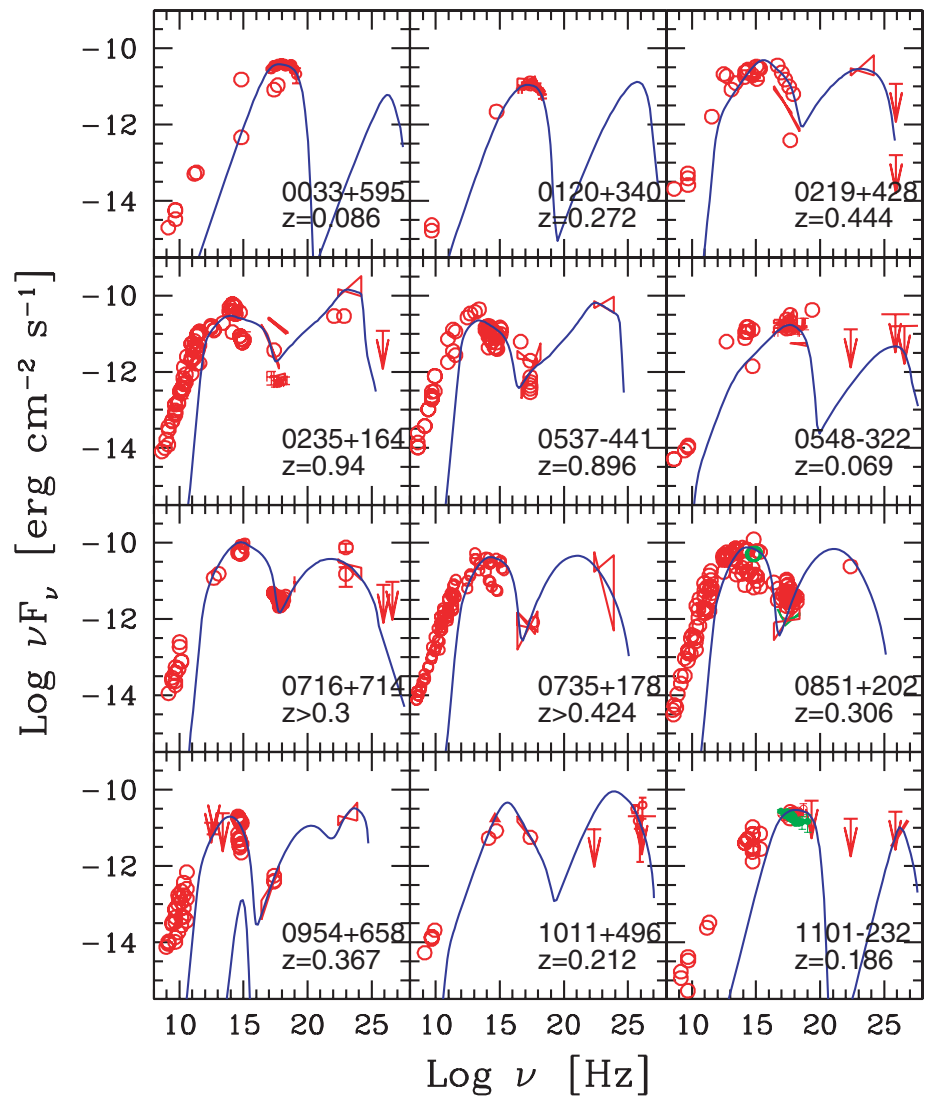 −10
−12
−14
0033+595
z=0.086
0120+340
z=0.272
0219+428
z=0.444
−10
−12
−14
0235+164
z=0.94
0537-441
z=0.896
0548-322
z=0.069
−10
−12
−14
0716+714
z>0.3
0735+178
z>0.424
0851+202
z=0.306
−10
−12
−14
0954+658
z=0.367
1011+496
z=0.212
1101-232
z=0.186
10 15 20 25 10 15 20 25 10 15 20 25
Log ν [Hz]
Log νFν [erg cm⁻² s⁻¹]